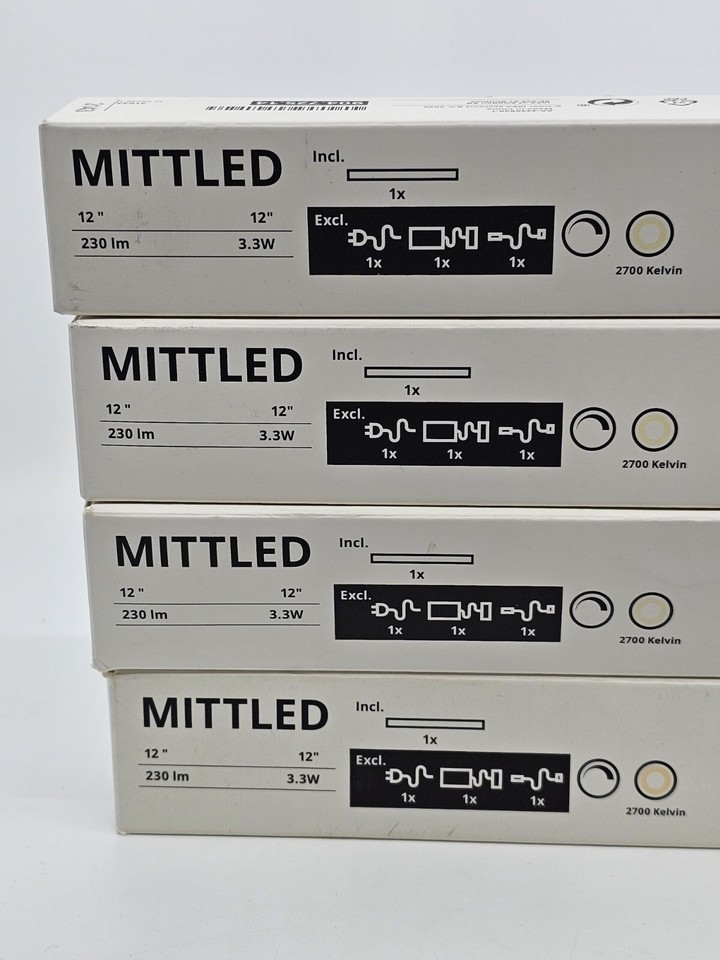 MITTLED
Incl.
1x
12 " 12"
230 lm 3.3W
Excl.
1x 1x 1x
2700 Kelvin
MITTLED
Incl.
1x
12 " 12"
230 lm 3.3W
Excl.
1x 1x 1x
2700 Kelvin
MITTLED
Incl.
1x
12 " 12"
230 lm 3.3W
Excl.
1x 1x 1x
2700 Kelvin
MITTLED
Incl.
1x
12 " 12"
230 lm 3.3W
Excl.
1x 1x 1x
2700 Kelvin